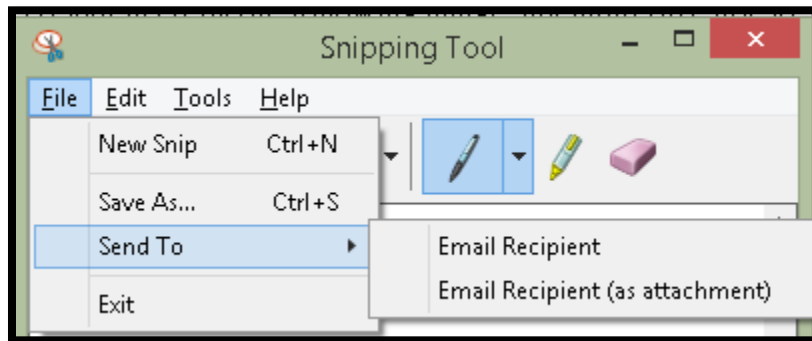 Snipping Tool
File Edit Tools Help
New Snip Ctrl+N
Save As... Ctrl+S
Send To
Email Recipient
Email Recipient (as attachment)
Exit